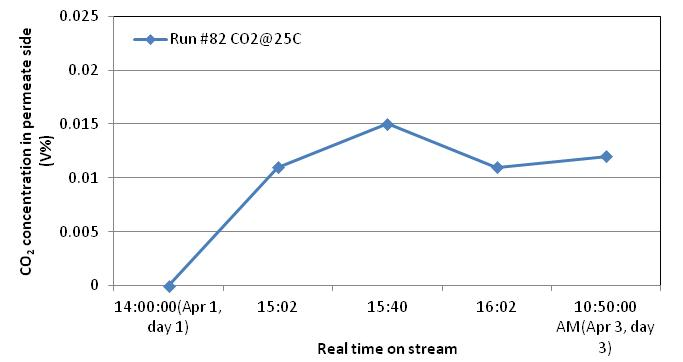 0.025
Run #82 CO2@25C
0.02
0.015
0.01
0.005
0
CO₂ concentration in permeate side
(V%)
14:00:00(Apr 1,
day 1)
15:02
15:40
16:02
10:50:00
AM(Apr 3, day
3)
Real time on stream